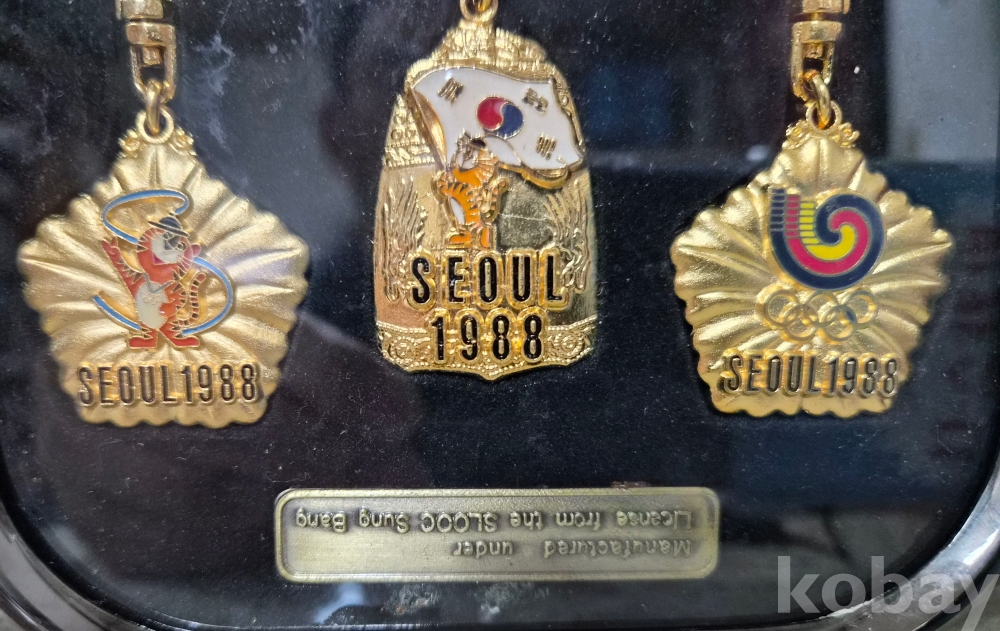 SEOUL1988
SEOUL
1988
SEOUL1988
Manufactured under
License from the SLOOC Sung Bang
kobay